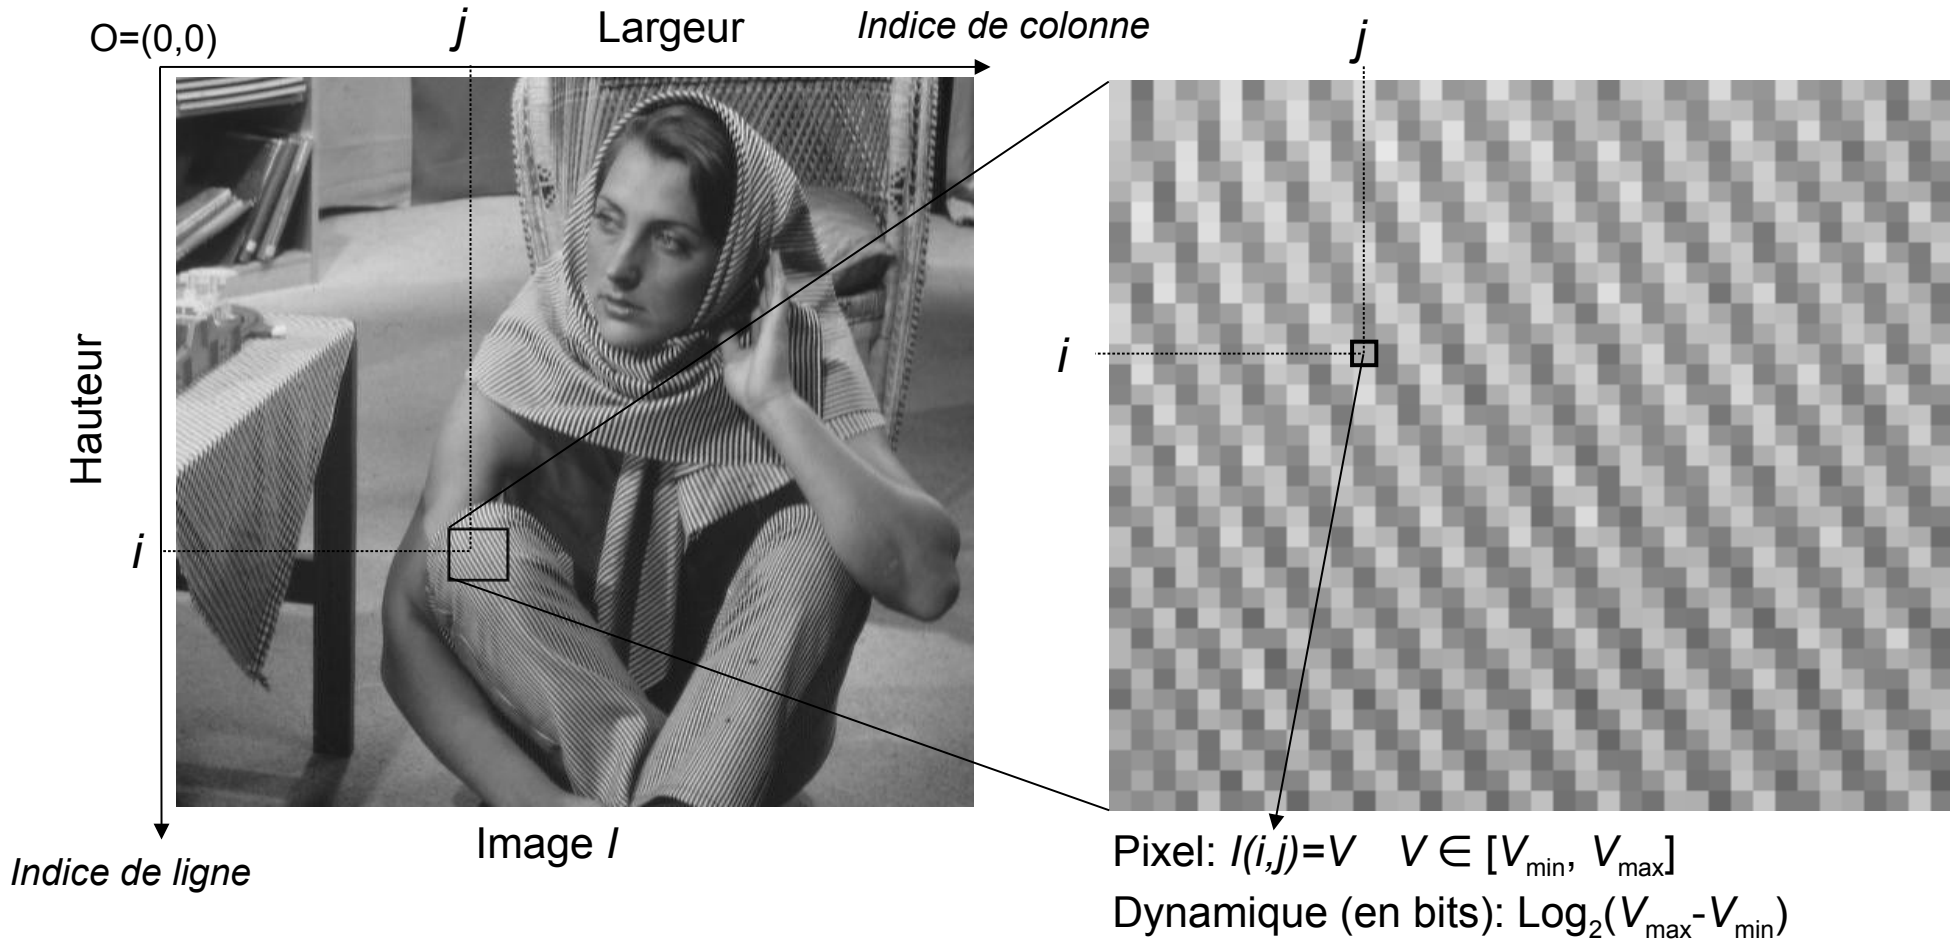 O=(0,0)
j
Largeur
Indice de colonne
j
Hauteur
i
i
Image I
Indice de ligne
Pixel: I(i,j)=V V ∈ [Vmin, Vmax]
Dynamique (en bits): Log2(Vmax-Vmin)